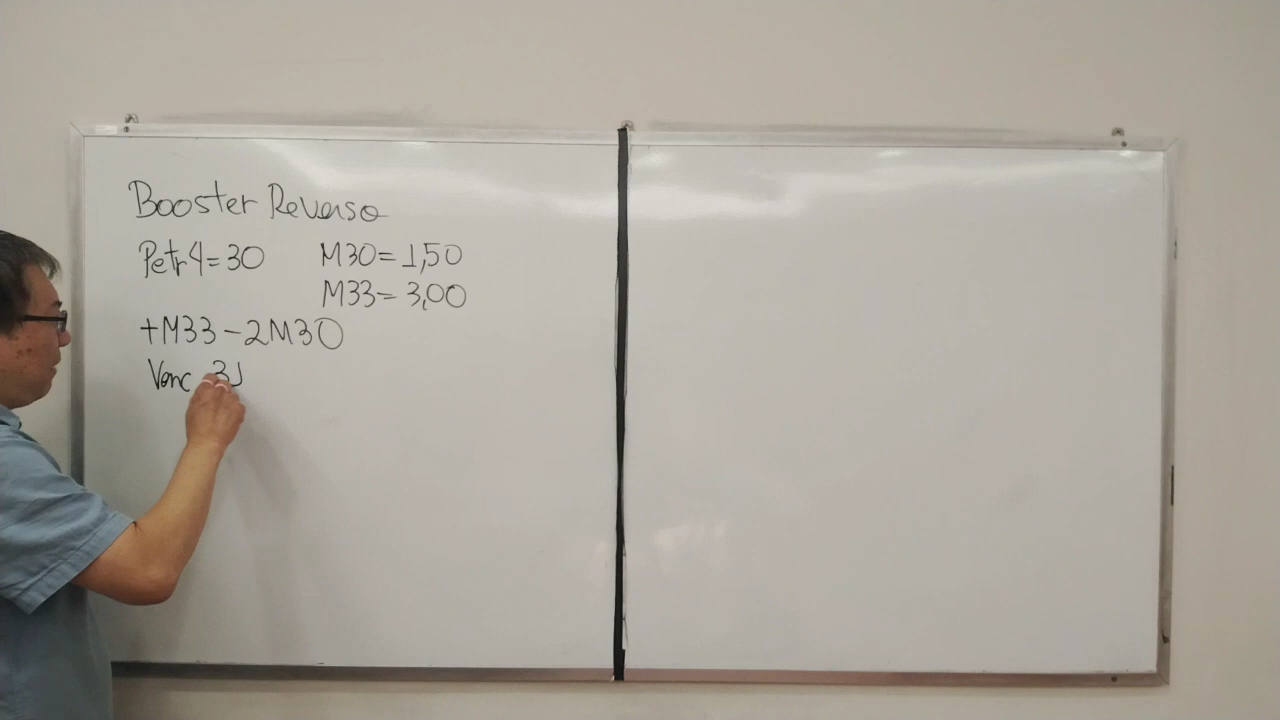 Booster Reverso
Petr4=30 M30=1,50
M33=3,00
+M33-2M30
Venc